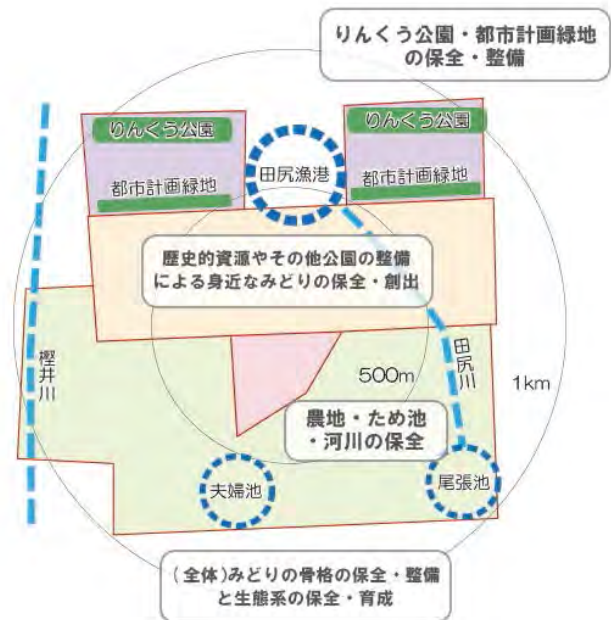 りんくう公園・都市計画緑地
の保全・整備
りんくう公園
りんくう公園
田尻漁港
都市計画緑地
都市計画緑地
歴史的資源やその他公園の整備
による身近なみどりの保全・創出
樫井川
田尻川
500m
1km
農地・ため池
・河川の保全
夫婦池
尾張池
(全体)みどりの骨格の保全・整備
と生態系の保全・育成